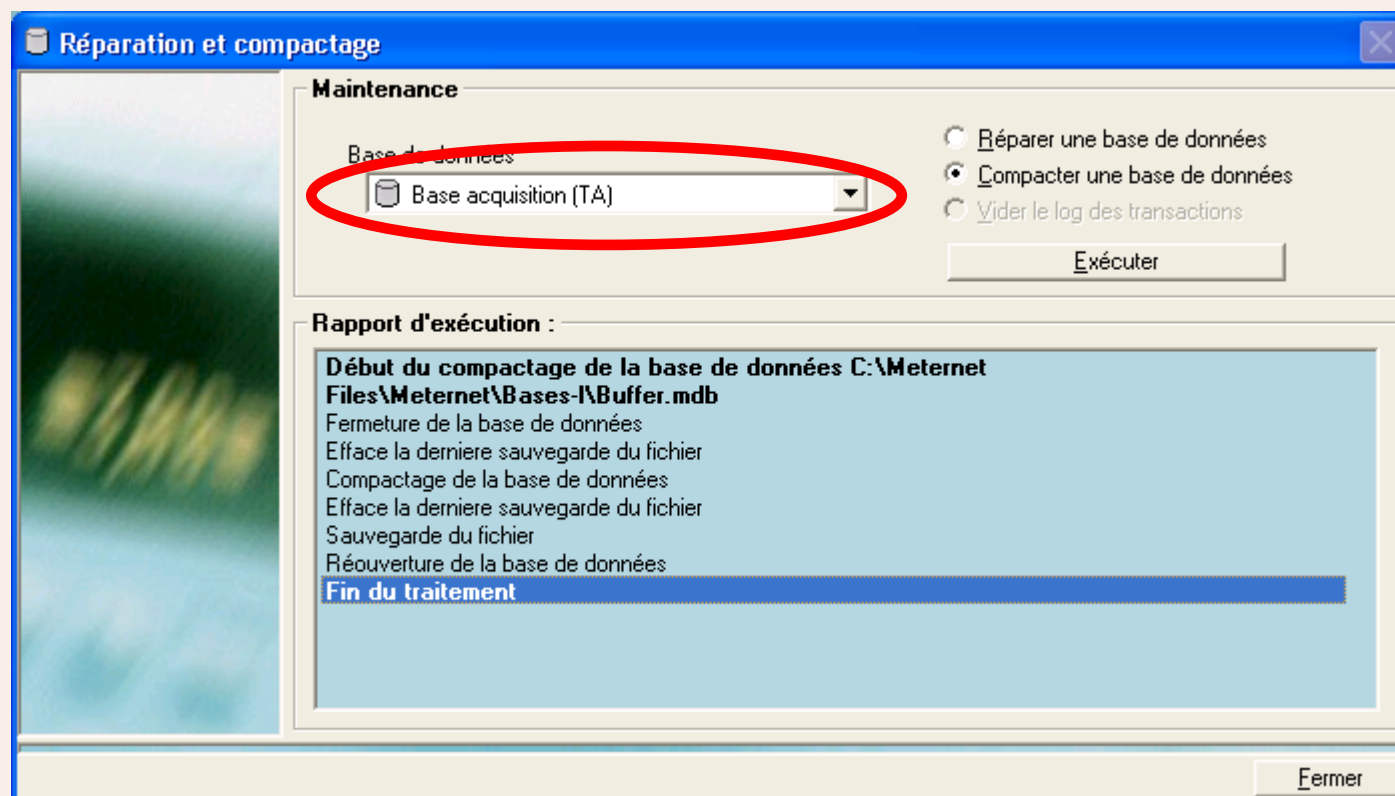 Réparation et compactage
Maintenance
Base de données
Base acquisition (TA)
Réparer une base de données
Compacter une base de données
Vider le log des transactions
Exécuter
Rapport d'exécution :
Début du compactage de la base de données C:\Meternet
Files\Meternet\Bases-I\Buffer.mdb
Fermeture de la base de données
Efface la derniere sauvegarde du fichier
Compactage de la base de données
Efface la derniere sauvegarde du fichier
Sauvegarde du fichier
Réouverture de la base de données
Fin du traitement
Fermer